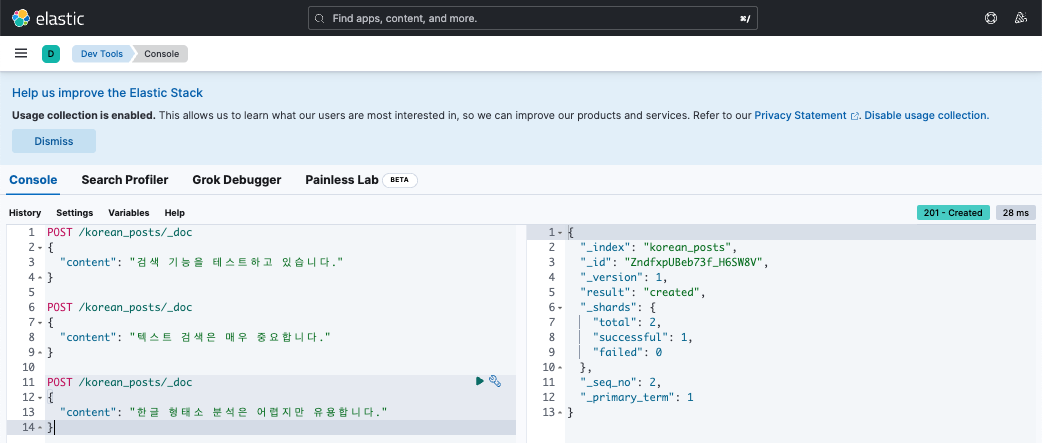 elastic
Find apps, content, and more.
⌘/
D
Dev Tools
Console
Help us improve the Elastic Stack
Usage collection is enabled. This allows us to learn what our users are most interested in, so we can improve our products and services. Refer to our Privacy Statement. Disable usage collection.
Dismiss
Console Search Profiler Grok Debugger Painless Lab BETA
History Settings Variables Help
201 - Created 28 ms
1 POST /korean_posts/_doc
2 {
3 "content": "검색 기능을 테스트하고 있습니다."
4 }
5
6 POST /korean_posts/_doc
7 {
8 "content": "텍스트 검색은 매우 중요합니다."
9 }
10
11 POST /korean_posts/_doc
12 {
13 "content": "한글 형태소 분석은 어렵지만 유용합니다."
14 }
1 {
2 "_index": "korean_posts",
3 "_id": "ZndfxpUBeb73f_H6SW8V",
4 "_version": 1,
5 "result": "created",
6 "_shards": {
7 "total": 2,
8 "successful": 1,
9 "failed": 0
10 },
11 "_seq_no": 2,
12 "_primary_term": 1
13 }